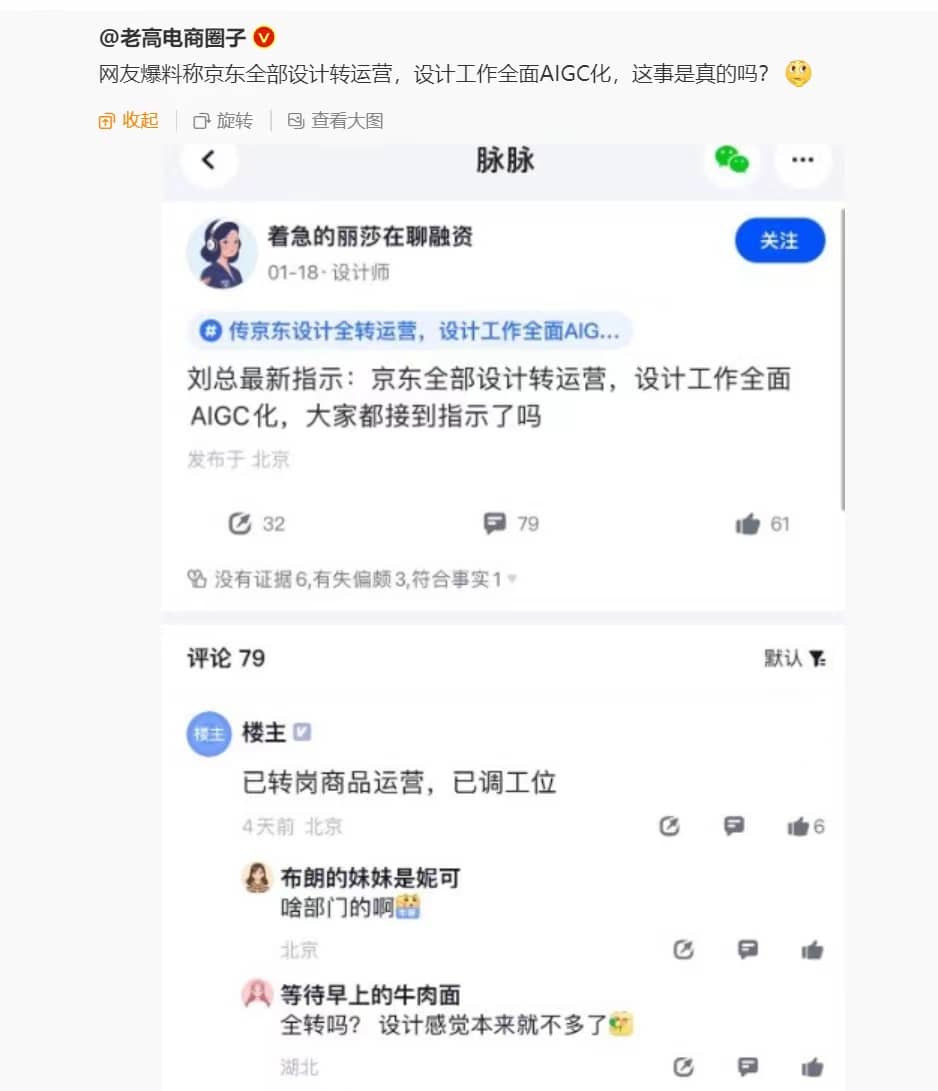 @老高电商圈子
网友爆料称京东全部设计转运营，设计工作全面AIGC化，这事是真的吗？
收起 旋转 查看大图
脉脉
着急的丽莎在聊融资
关注
01-18·设计师
# 传京东设计全转运营，设计工作全面AIG...
刘总最新指示：京东全部设计转运营，设计工作全面
AIGC化，大家都接到指示了吗
发布于 北京
32 79 61
没有证据6,有失偏颇3,符合事实1
评论 79
默认
楼主 楼主
已转岗商品运营，已调工位
4天前 北京
6
布朗的妹妹是妮可
啥部门的啊
北京
等待早上的牛肉面
全转吗？ 设计感觉本来就不多了
湖北